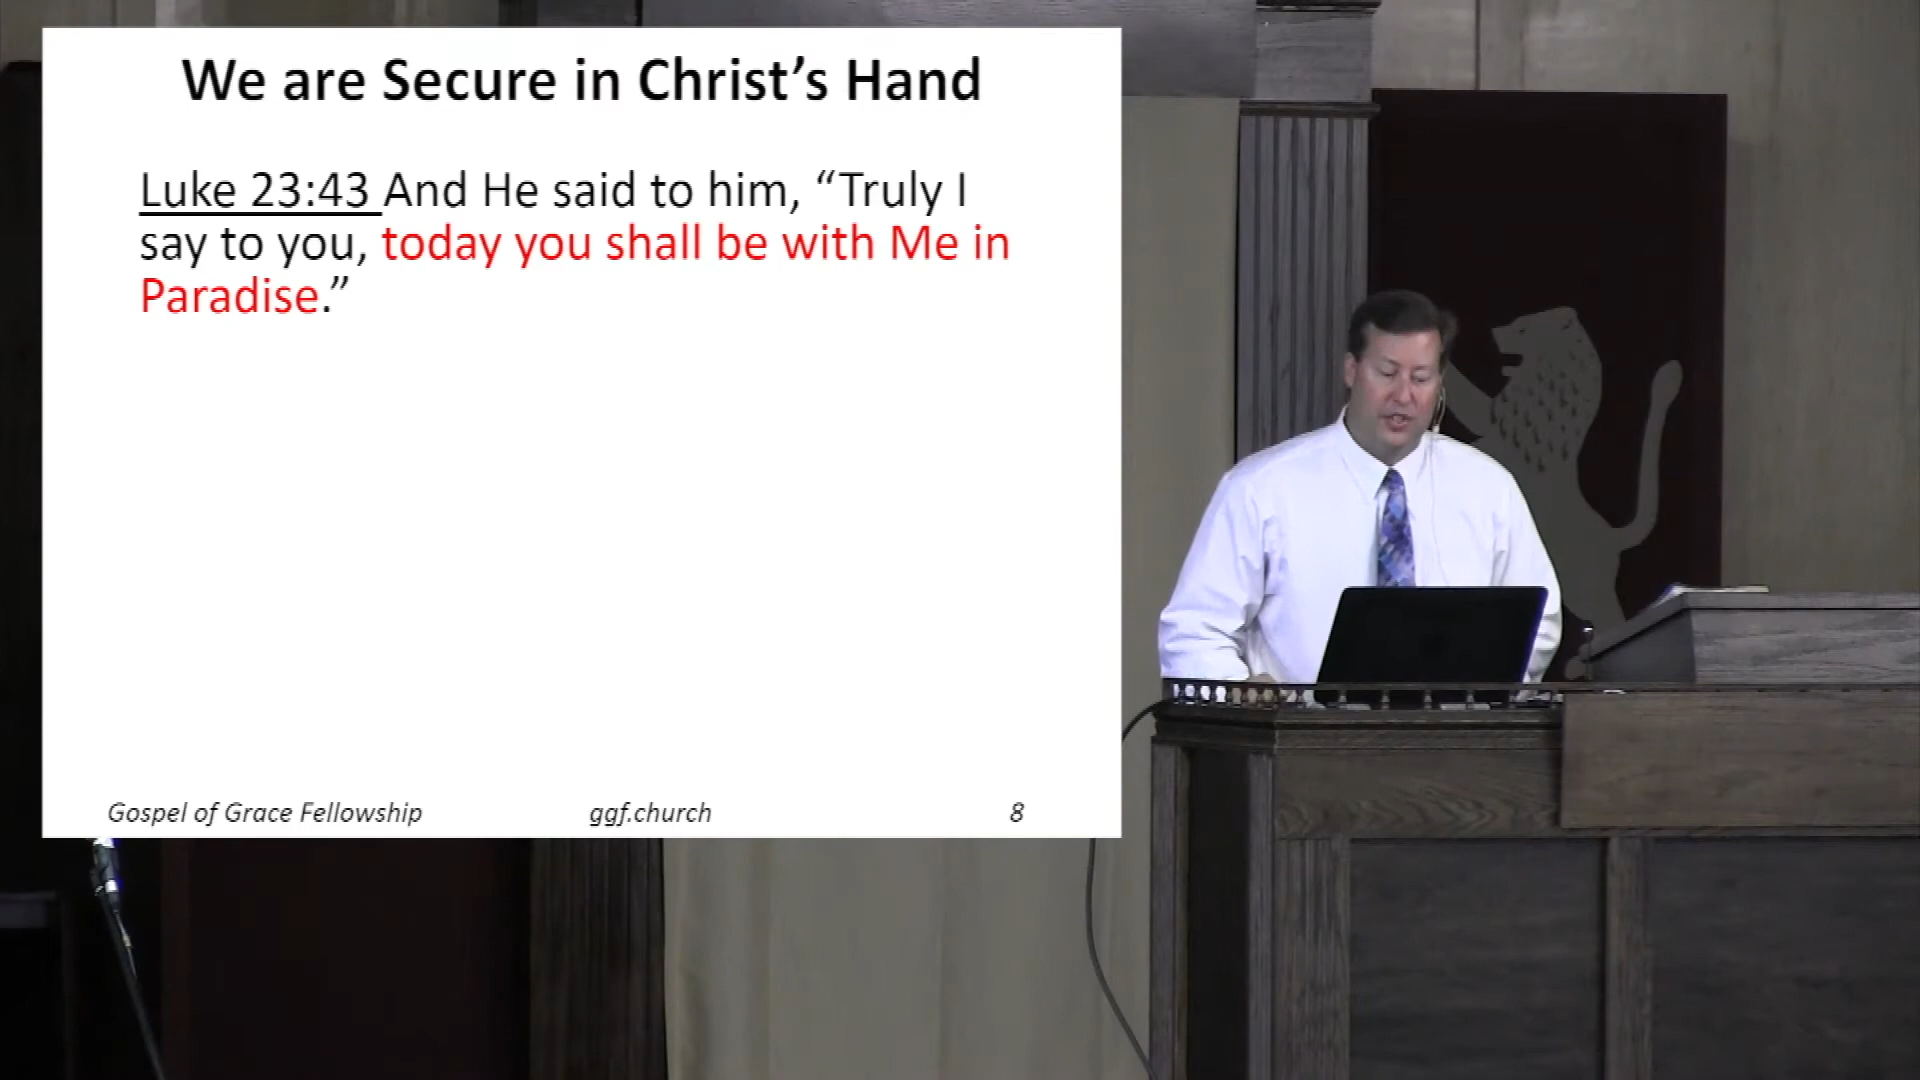 We are Secure in Christ’s Hand
Luke 23:43 And He said to him, “Truly I
say to you, today you shall be with Me in
Paradise.”
Gospel of Grace Fellowship ggf.church 8